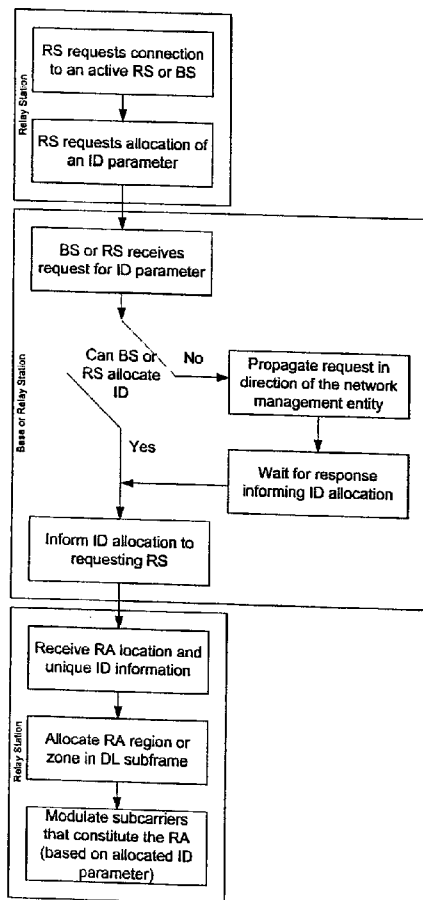 RS requests connection
to an active RS or BS
RS requests allocation of
an ID parameter
Relay Station
BS or RS receives
request for ID parameter
Can BS or
RS allocate
ID
No
Yes
Propagate request in
direction of the network
management entity
Wait for response
informing ID allocation
Inform ID allocation to
requesting RS
Base or Relay Station
Receive RA location and
unique ID information
Allocate RA region or
zone in DL subframe
Modulate subcarriers
that constitute the RA
(based on allocated ID
parameter)
Relay Station